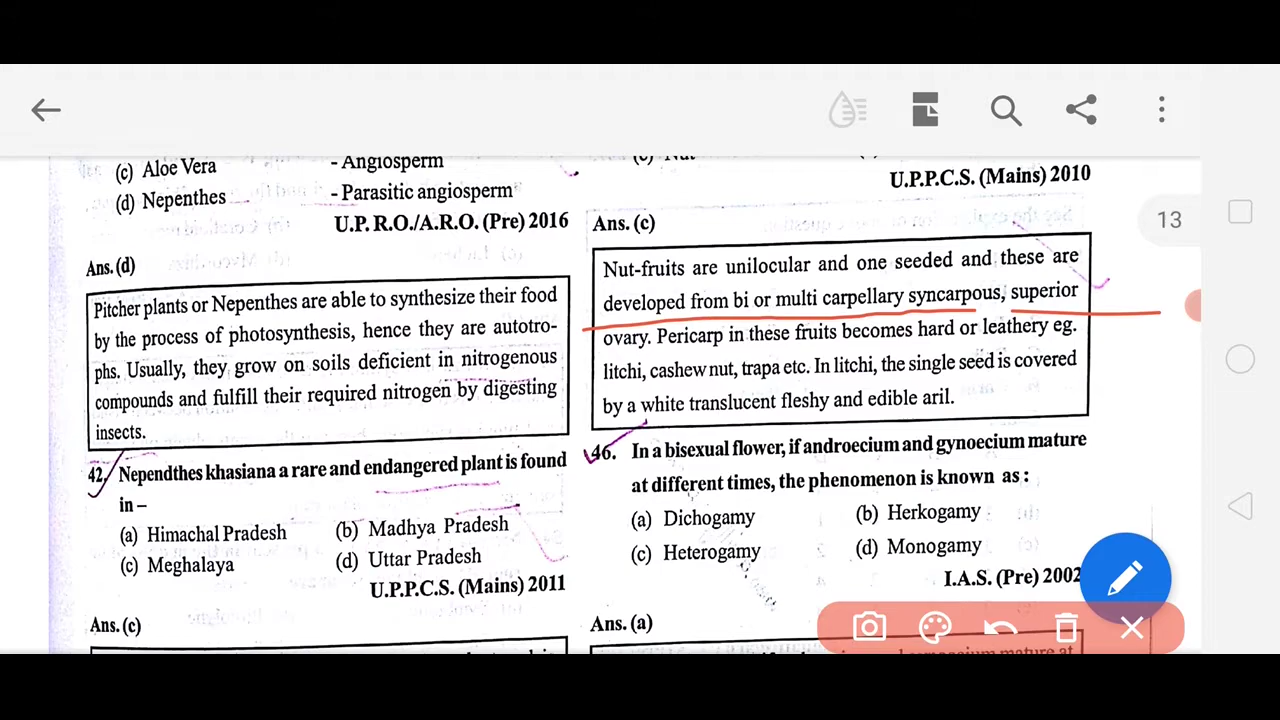 13
(c) Aloe Vera - Angiosperm
(d) Nepenthes - Parasitic angiosperm
U.P. R.O./A.R.O. (Pre) 2016
Ans.(d)
Pitcher plants or Nepenthes are able to synthesize their food
by the process of photosynthesis, hence they are autotro-
phs. Usually, they grow on soils deficient in nitrogenous
compounds and fulfill their required nitrogen by digesting
insects.
42. Nependthes khasiana a rare and endangered plant is found
in –
(a) Himachal Pradesh (b) Madhya Pradesh
(c) Meghalaya (d) Uttar Pradesh
U.P.P.C.S. (Mains) 2011
Ans.(c)
U.P.P.C.S. (Mains) 2010
Ans. (c)
Nut-fruits are unilocular and one seeded and these are
developed from bi or multi carpellary syncarpous, superior
ovary. Pericarp in these fruits becomes hard or leathery eg.
litchi, cashew nut, trapa etc. In litchi, the single seed is covered
by a white translucent fleshy and edible aril.
46. In a bisexual flower, if androecium and gynoecium mature
at different times, the phenomenon is known as :
(a) Dichogamy (b) Herkogamy
(c) Heterogamy (d) Monogamy
I.A.S. (Pre) 2002
Ans. (a)